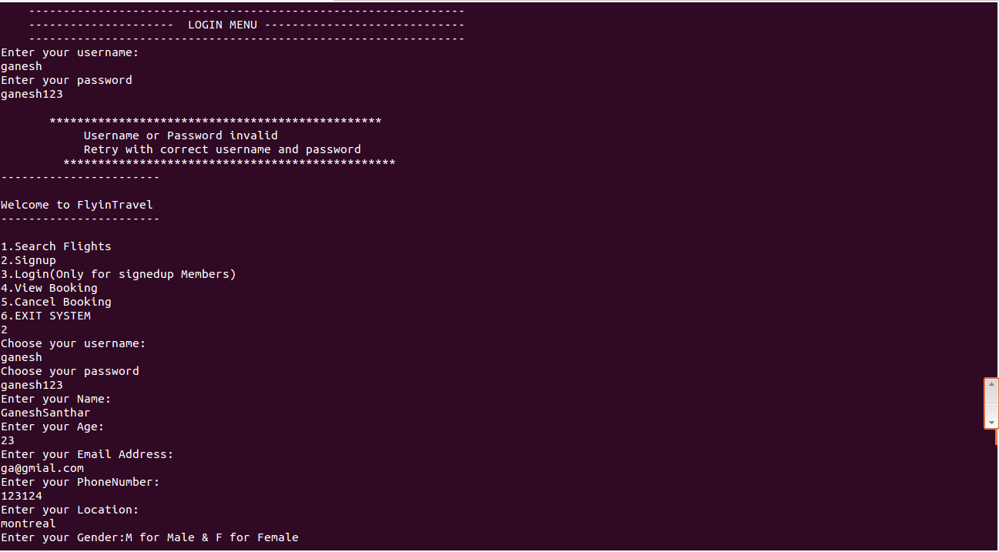 ---------------------------------------------------------------
---------------------  LOGIN MENU -----------------------------
---------------------------------------------------------------
Enter your username:
ganesh
Enter your password
ganesh123
************************************************
Username or Password invalid
Retry with correct username and password
************************************************
-----------------------
Welcome to FlyinTravel
-----------------------
1.Search Flights
2.Signup
3.Login(Only for signedup Members)
4.View Booking
5.Cancel Booking
6.EXIT SYSTEM
2
Choose your username:
ganesh
Choose your password
ganesh123
Enter your Name:
GaneshSanthar
Enter your Age:
23
Enter your Email Address:
ga@gmial.com
Enter your PhoneNumber:
123124
Enter your Location:
montreal
Enter your Gender:M for Male & F for Female